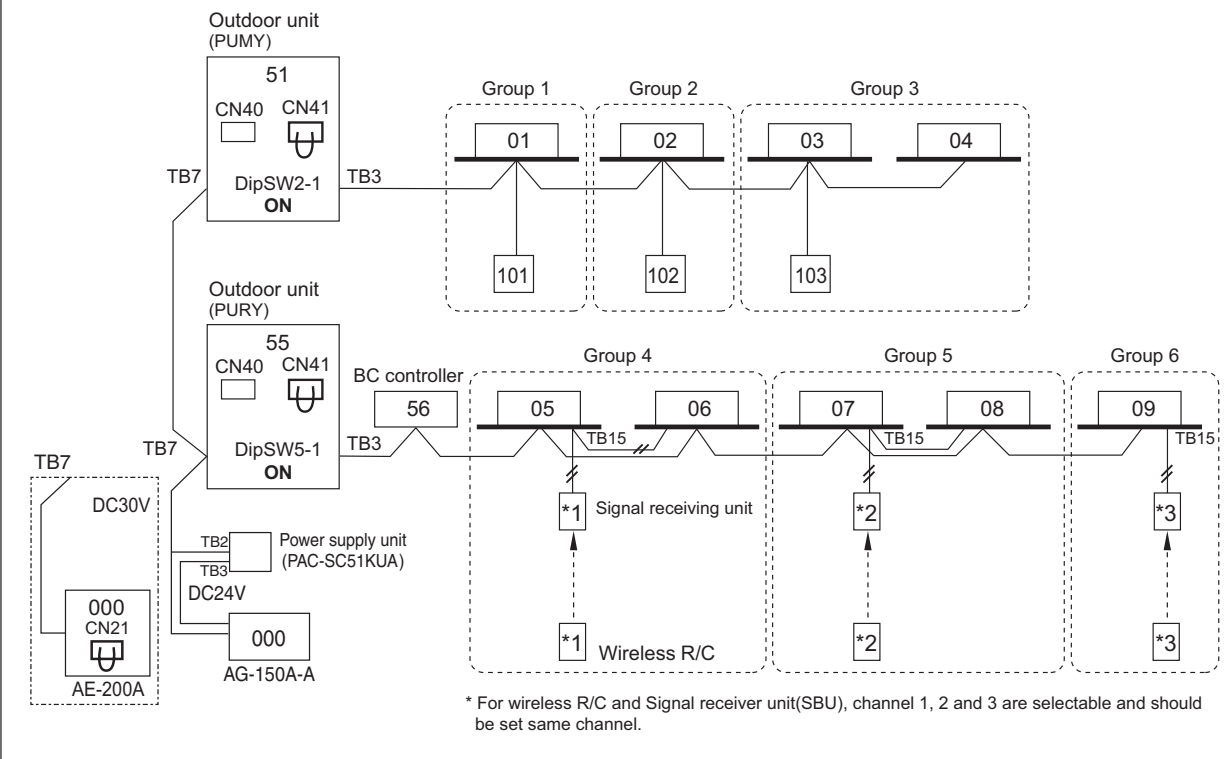 Outdoor unit
(PUMY)
51
CN40 CN41
DipSW2-1
ON
TB7
TB3
Group 1
01
101
Group 2
02
102
Group 3
03
04
103
Outdoor unit
(PURY)
55
CN40 CN41
DipSW5-1
ON
TB7
TB3
BC controller
56
Group 4
05
06
TB15
*1
Signal receiving unit
*1
Wireless R/C
Group 5
07
08
TB15
*2
*2
Group 6
09
TB15
*3
*3
TB7
DC30V
000
CN21
AE-200A
TB2
Power supply unit
(PAC-SC51KUA)
TB3
DC24V
000
AG-150A-A
* For wireless R/C and Signal receiver unit(SBU), channel 1, 2 and 3 are selectable and should
be set same channel.